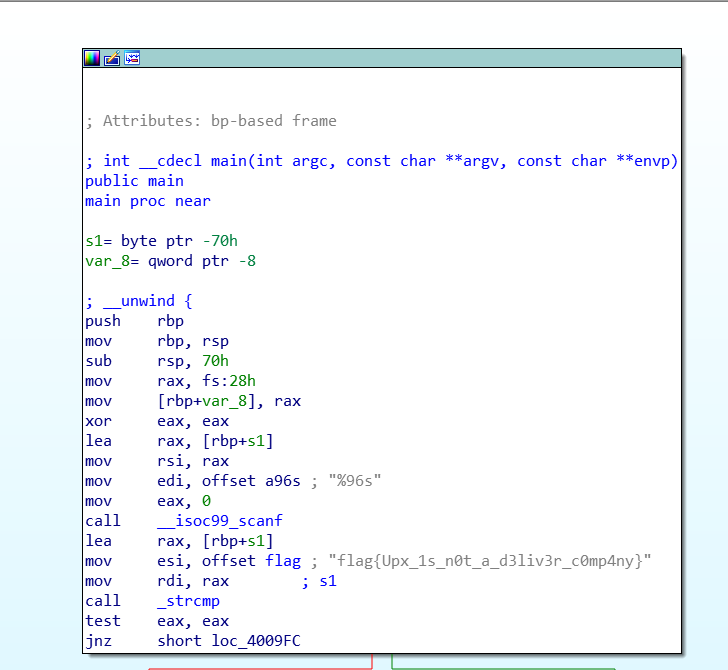 ; Attributes: bp-based frame
; int __cdecl main(int argc, const char **argv, const char **envp)
public main
main proc near
s1= byte ptr -70h
var_8= qword ptr -8
; __unwind {
push    rbp
mov     rbp, rsp
sub     rsp, 70h
mov     rax, fs:28h
mov     [rbp+var_8], rax
xor     eax, eax
lea     rax, [rbp+s1]
mov     rsi, rax
mov     edi, offset a96s ; "%96s"
mov     eax, 0
call    __isoc99_scanf
lea     rax, [rbp+s1]
mov     esi, offset flag ; "flag{Upx_1s_n0t_a_d3liv3r_c0mp4ny}"
mov     rdi, rax        ; s1
call    _strcmp
test    eax, eax
jnz     short loc_4009FC